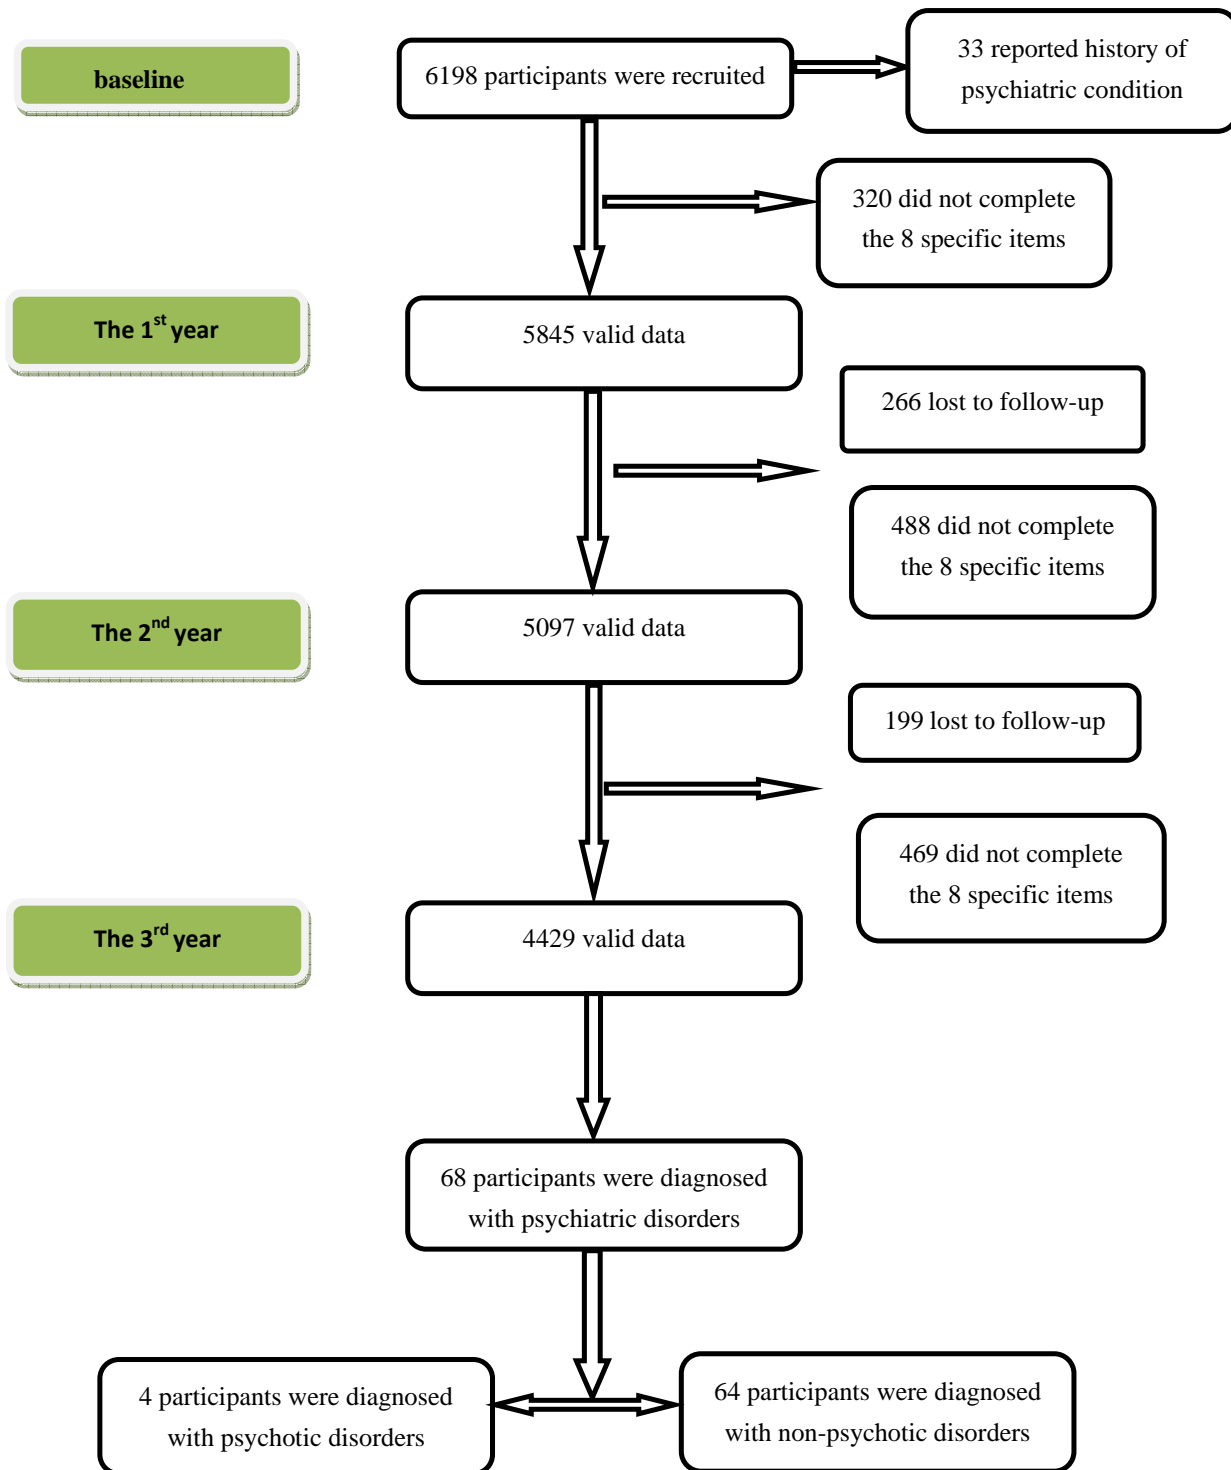 baseline
6198 participants were recruited
33 reported history of
psychiatric condition
320 did not complete
the 8 specific items
The 1st year
5845 valid data
266 lost to follow-up
488 did not complete
the 8 specific items
The 2nd year
5097 valid data
199 lost to follow-up
469 did not complete
the 8 specific items
The 3rd year
4429 valid data
68 participants were diagnosed
with psychiatric disorders
4 participants were diagnosed
with psychotic disorders
64 participants were diagnosed
with non-psychotic disorders